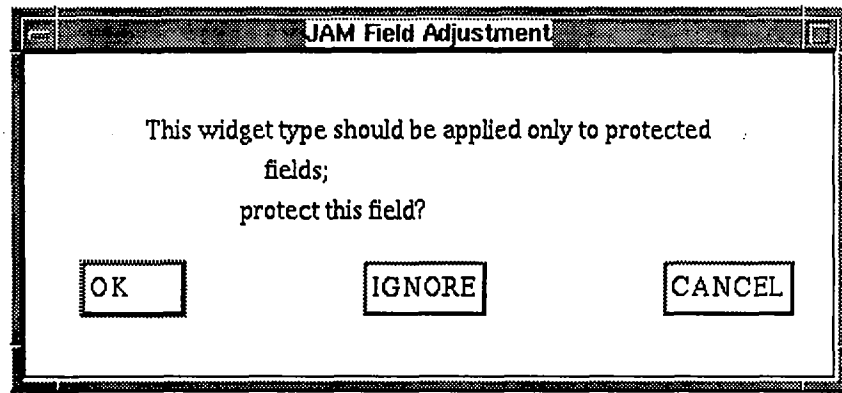 JAM Field Adjustment
This widget type should be applied only to protected
fields;
protect this field?
OK IGNORE CANCEL